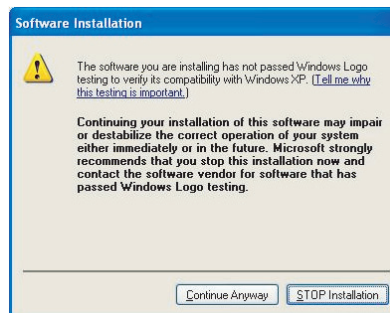 Software Installation
The software you are installing has not passed Windows Logo
testing to verify its compatibility with Windows XP. (Tell me why
this testing is important.)
Continuing your installation of this software may impair
or destabilize the correct operation of your system
either immediately or in the future. Microsoft strongly
recommends that you stop this installation now and
contact the software vendor for software that has
passed Windows Logo testing.
Continue Anyway
STOP Installation